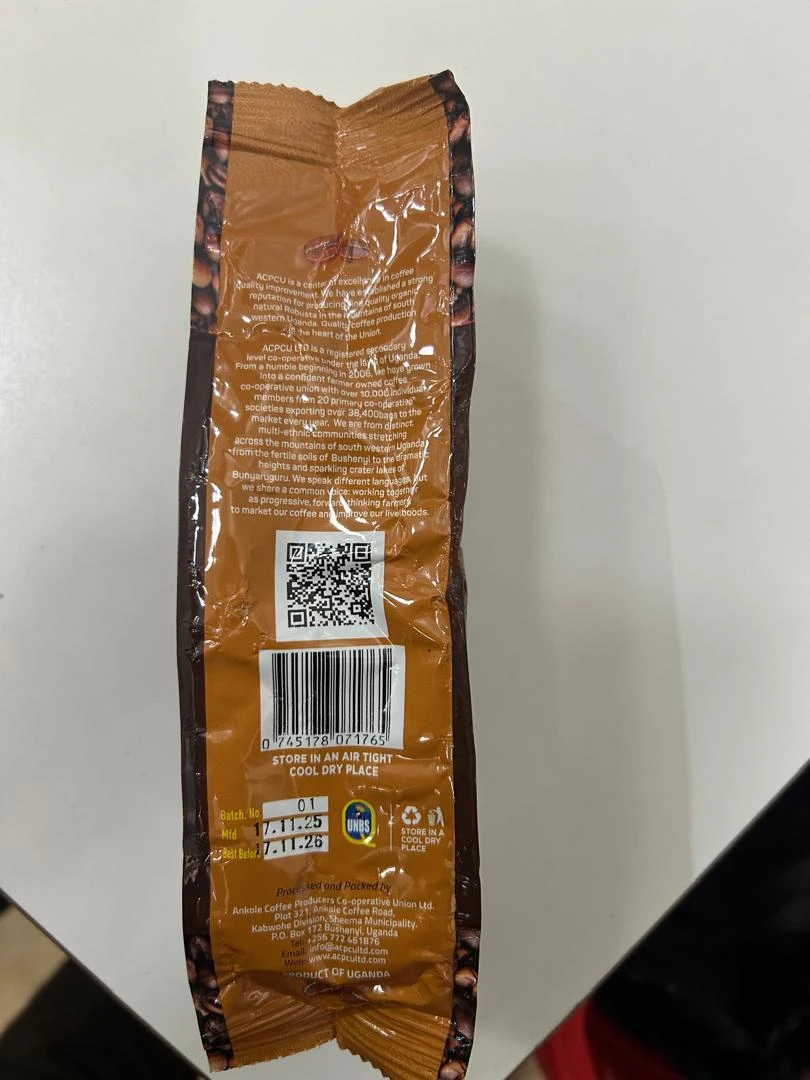 ACPCU is a center of excellency in coffee
quality improvement. We have established a strong
reputation for producing fine quality organic
natural Robusta in the mountains of south
western Uganda. Quality coffee production
is the heart of the Union.
ACPCU LTD is a registered secondary
level co-operative under the laws of Uganda.
From a humble beginning in 2006, we have grown
into a confident farmer owned coffee
co-operative union with over 10,000 individual
members from 20 primary co-operative
societies exporting over 38,400bags to the
market every year. We are from distinct
multi-ethnic communities stretching
across the mountains of south western Uganda
from the fertile soils of Bushenyi to the dramatic
heights and sparkling crater lakes of
Bunyaruguru. We speak different languages, but
we share a common voice: working together
as progressive, forward thinking farmers
to market our coffee and improve our
0 745178 071765
STORE IN AN AIR TIGHT
COOL DRY PLACE
Batch. No. 01
Mfd 17.11.25
Best Before 17.11.26
UNBS
STORE IN A
COOL DRY
PLACE
Processed and Packed by
Ankole Coffee Producers Co-operative Union Ltd.
Plot 321, Ankole Coffee Road,
Kabwohe Division, Sheema Municipality.
P.O. Box 172 Bushenyi, Uganda
Tel: +256 772 461876
Email: info@acpcultd.com
Web: www.acpcultd.com
PRODUCT OF UGANDA